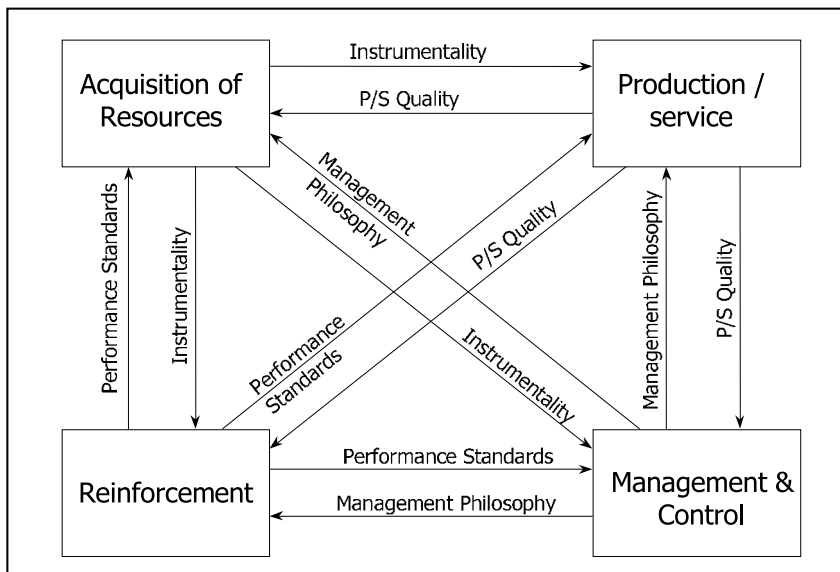 Acquisition of
Resources
Instrumentality
P/S Quality
Production /
service
Management
Philosophy
P/S Quality
Performance Standards
Instrumentality
Management Philosophy
P/S Quality
Performance
Standards
Instrumentality
Reinforcement
Performance Standards
Management Philosophy
Management &
Control